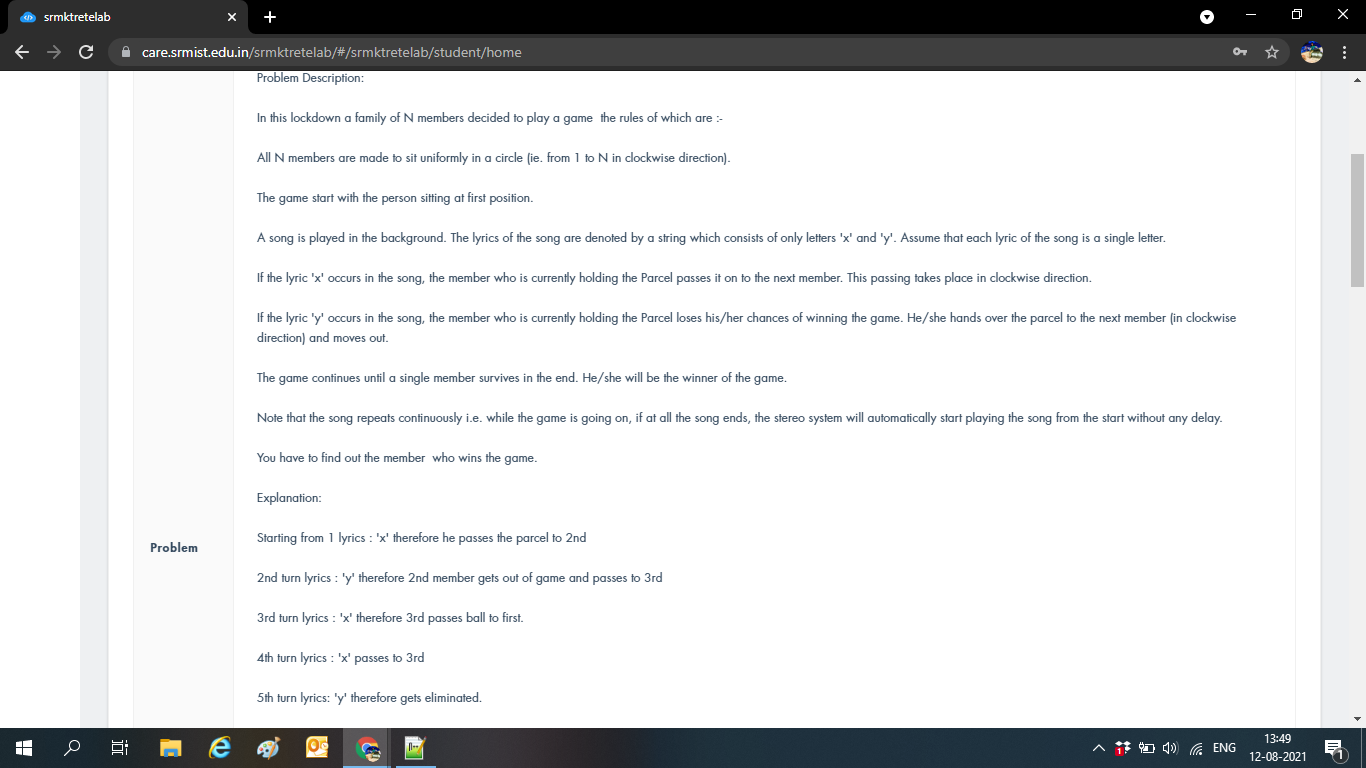 srmktretelab
care.srmist.edu.in/srmktretelab/#/srmktretelab/student/home
Problem Description:
In this lockdown a family of N members decided to play a game  the rules of which are :-
All N members are made to sit uniformly in a circle (ie. from 1 to N in clockwise direction).
The game start with the person sitting at first position.
A song is played in the background. The lyrics of the song are denoted by a string which consists of only letters 'x' and 'y'. Assume that each lyric of the song is a single letter.
If the lyric 'x' occurs in the song, the member who is currently holding the Parcel passes it on to the next member. This passing takes place in clockwise direction.
If the lyric 'y' occurs in the song, the member who is currently holding the Parcel loses his/her chances of winning the game. He/she hands over the parcel to the next member (in clockwise
direction) and moves out.
The game continues until a single member survives in the end. He/she will be the winner of the game.
Note that the song repeats continuously i.e. while the game is going on, if at all the song ends, the stereo system will automatically start playing the song from the start without any delay.
You have to find out the member  who wins the game.
Explanation:
Problem
Starting from 1 lyrics : 'x' therefore he passes the parcel to 2nd
2nd turn lyrics : 'y' therefore 2nd member gets out of game and passes to 3rd
3rd turn lyrics : 'x' therefore 3rd passes ball to first.
4th turn lyrics : 'x' passes to 3rd
5th turn lyrics: 'y' therefore gets eliminated.
ENG
13:49
12-08-2021
1